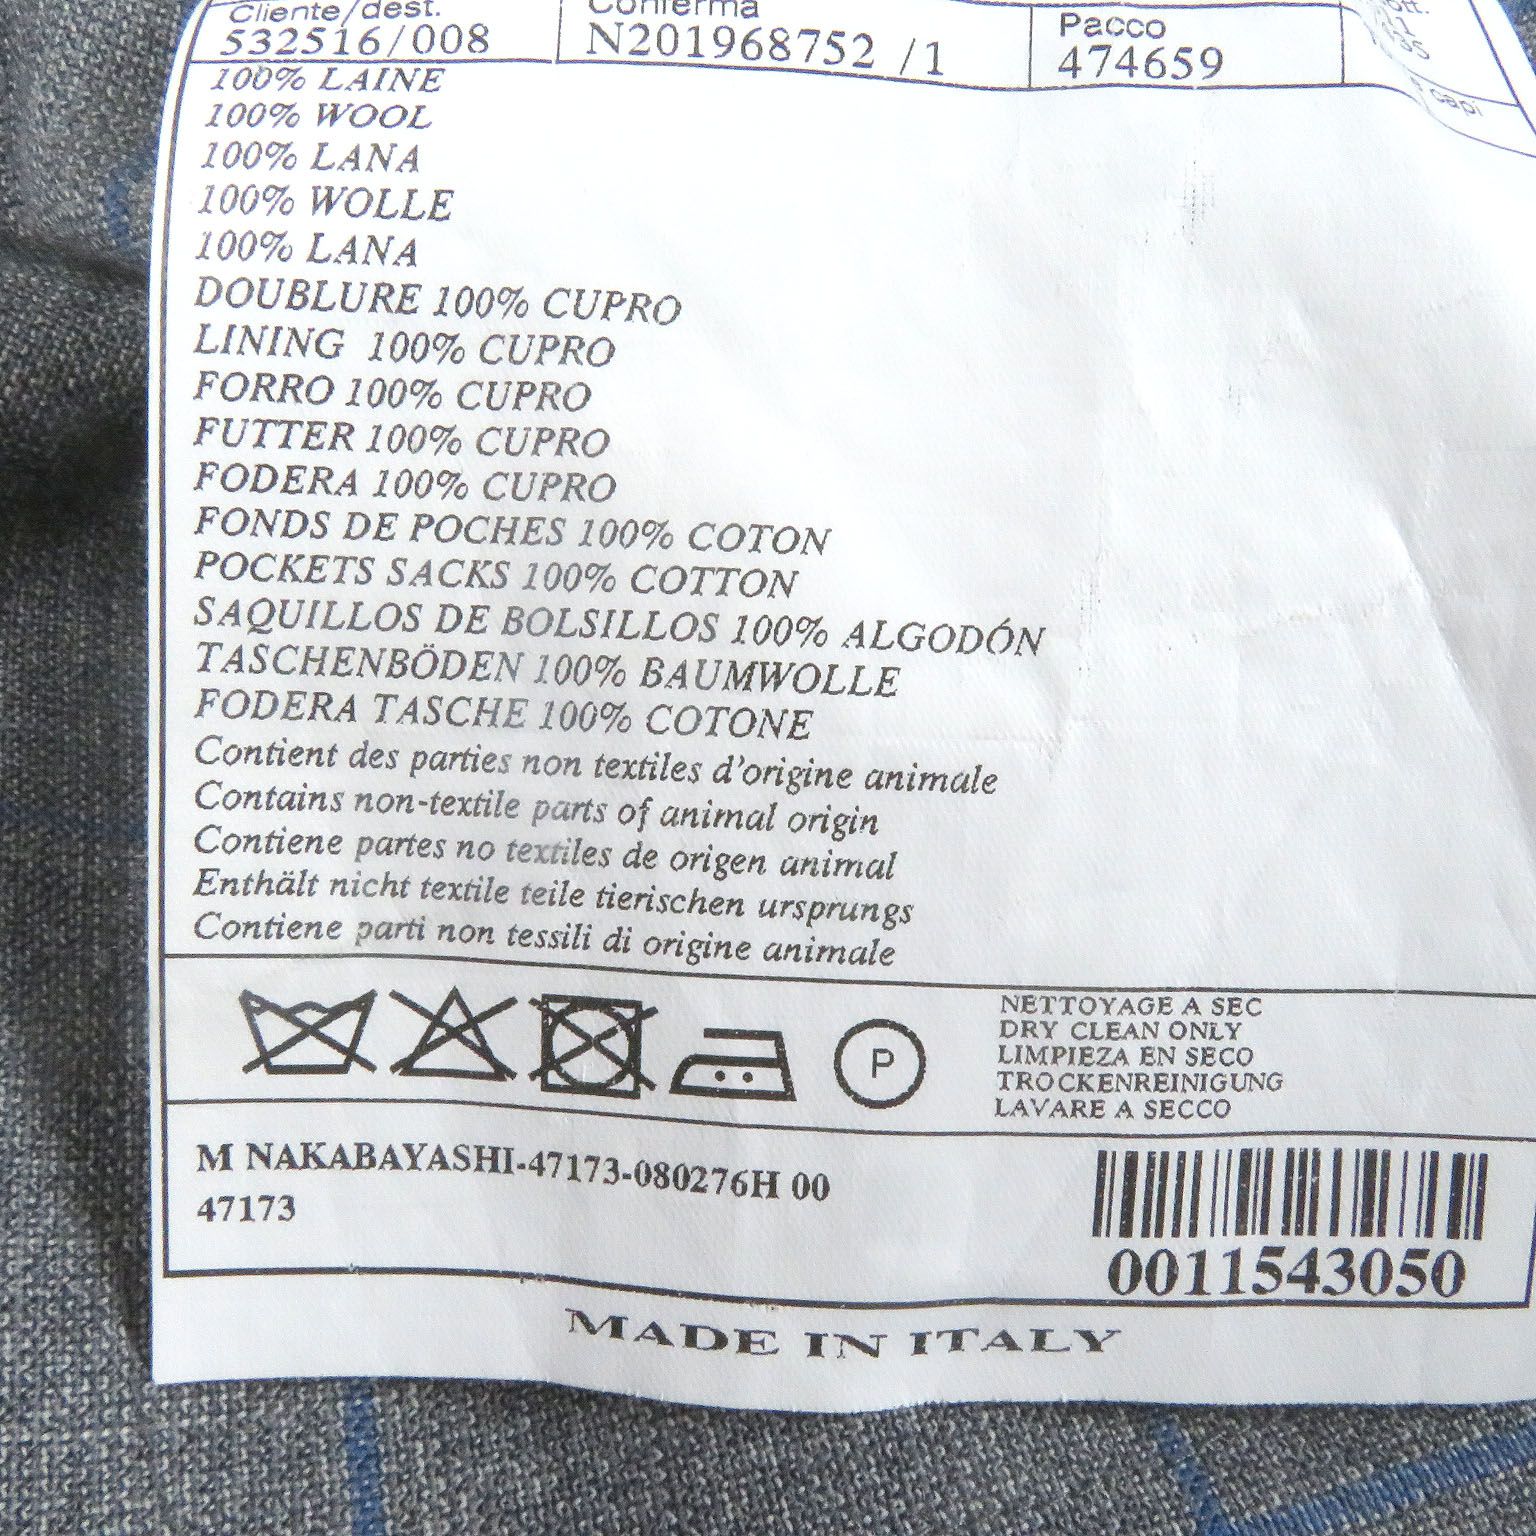 Cliente/dest. Conferma Pacco
532516/008 N201968752 /1 474659
capi
100% LAINE
100% WOOL
100% LANA
100% WOLLE
100% LANA
DOUBLURE 100% CUPRO
LINING 100% CUPRO
FORRO 100% CUPRO
FUTTER 100% CUPRO
FODERA 100% CUPRO
FONDS DE POCHES 100% COTON
POCKETS SACKS 100% COTTON
SAQUILLOS DE BOLSILLOS 100% ALGODÓN
TASCHENBÖDEN 100% BAUMWOLLE
FODERA TASCHE 100% COTONE
Contient des parties non textiles d'origine animale
Contains non-textile parts of animal origin
Contiene partes no textiles de origen animal
Enthält nicht textile teile tierischen ursprungs
Contiene parti non tessili di origine animale
P
NETTOYAGE A SEC
DRY CLEAN ONLY
LIMPIEZA EN SECO
TROCKENREINIGUNG
LAVARE A SECCO
M NAKABAYASHI-47173-080276H 00
47173
0011543050
MADE IN ITALY